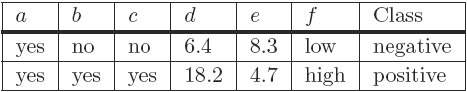 a b c d e f Class
yes no no 6.4 8.3 low negative
yes yes yes 18.2 4.7 high positive